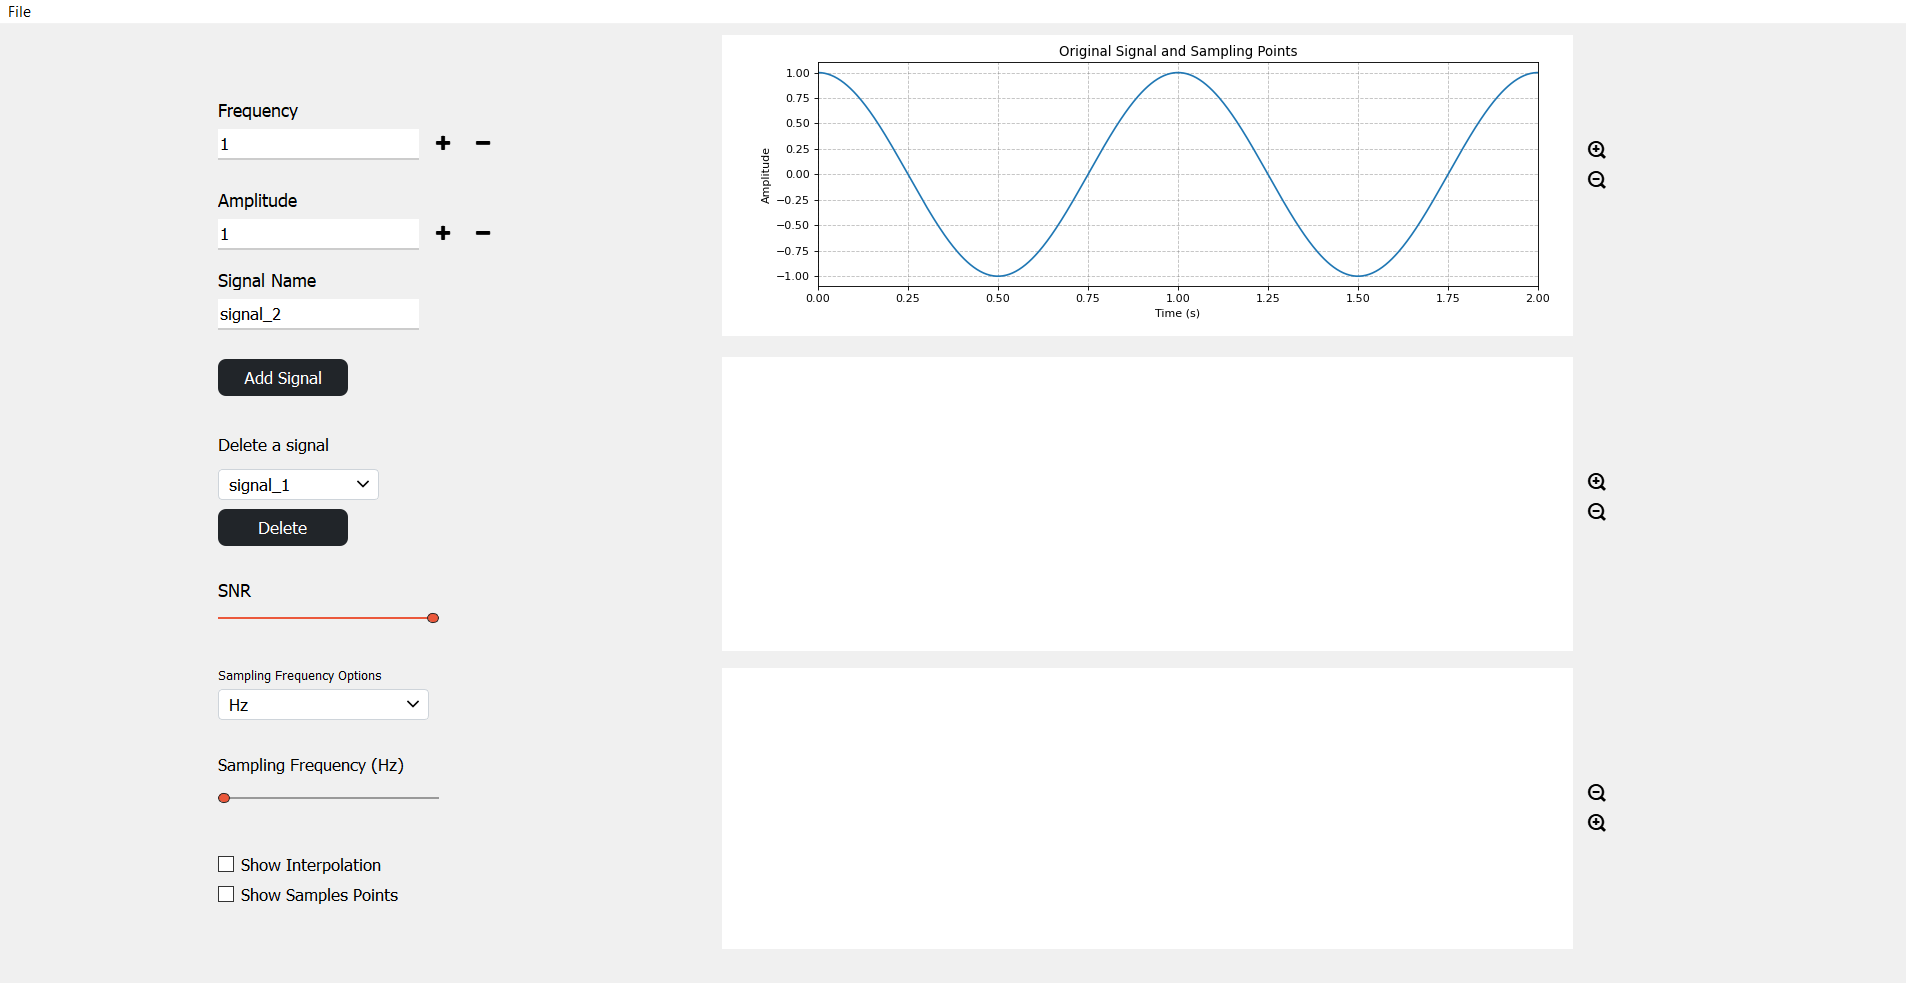 File
Frequency
1
Amplitude
1
Signal Name
signal_2
Add Signal
Delete a signal
signal_1
Delete
SNR
Sampling Frequency Options
Hz
Sampling Frequency (Hz)
Show Interpolation
Show Samples Points
Original Signal and Sampling Points
1.00
0.75
0.50
0.25
0.00
−0.25
−0.50
−0.75
−1.00
Amplitude
0.00 0.25 0.50 0.75 1.00 1.25 1.50 1.75 2.00
Time (s)